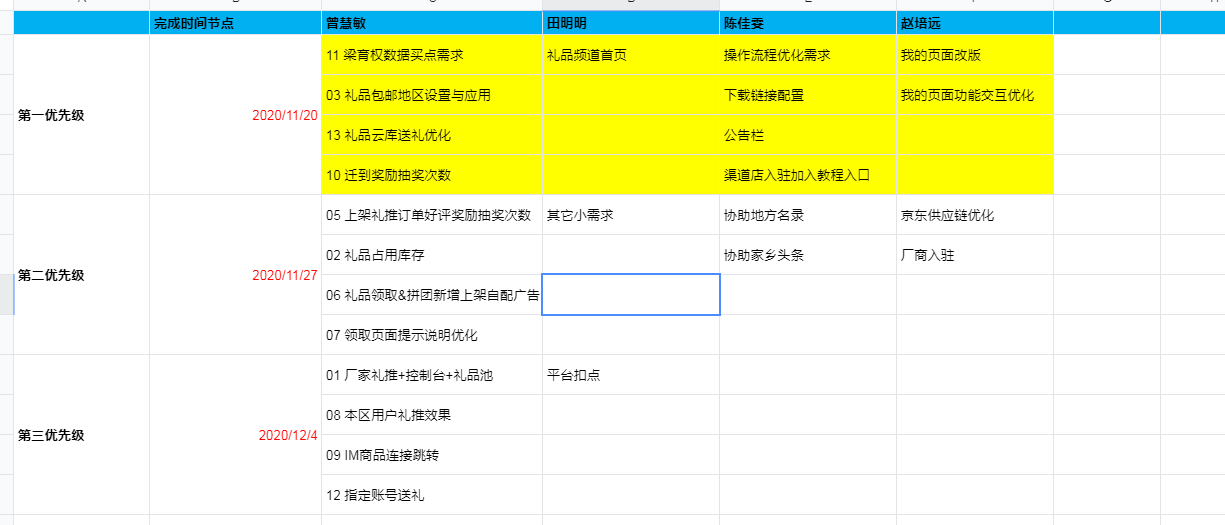 完成时间节点 曾慧敏 田明明 陈佳雯 赵培远
11 梁育权数据买点需求 礼品频道首页 操作流程优化需求 我的页面改版
03 礼品包邮地区设置与应用 下载链接配置 我的页面功能交互优化
第一优先级 2020/11/20
13 礼品云库送礼优化 公告栏
10 迁到奖励抽奖次数 渠道店入驻加入教程入口
05 上架礼推订单好评奖励抽奖次数 其它小需求 协助地方名录 京东供应链优化
02 礼品占用库存 协助家乡头条 厂商入驻
第二优先级 2020/11/27
06 礼品领取&拼团新增上架自配广告
07 领取页面提示说明优化
01 厂家礼推+控制台+礼品池 平台扣点
08 本区用户礼推效果
第三优先级 2020/12/4
09 IM商品连接跳转
12 指定账号送礼